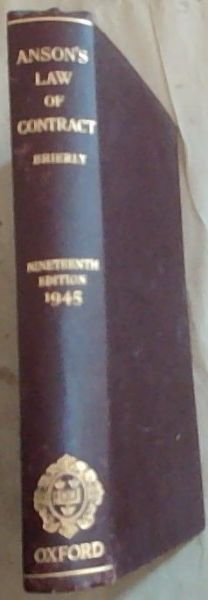 ANSON'S
LAW
OF
CONTRACT
BRIERLY
NINETEENTH
EDITION
1945
OXFORD